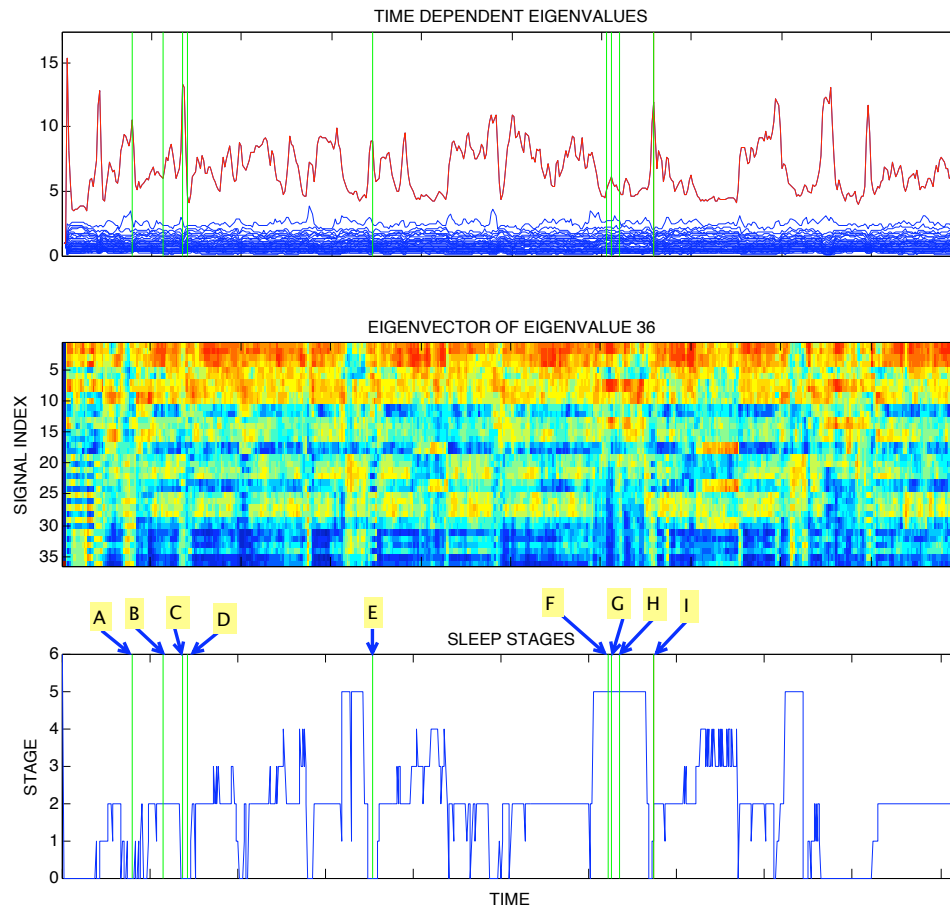 TIME DEPENDENT EIGENVALUES
15
10
5
0
EIGENVECTOR OF EIGENVALUE 36
SIGNAL INDEX
5
10
15
20
25
30
35
A
B
C
D
E
F
G
H
I
SLEEP STAGES
STAGE
6
5
4
3
2
1
0
TIME